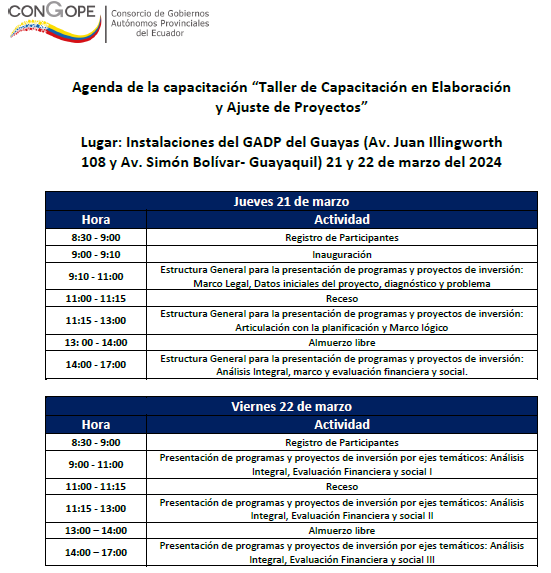 CONGOPE
Consorcio de Gobiernos
Autónomos Provinciales
del Ecuador
Agenda de la capacitación “Taller de Capacitación en Elaboración
y Ajuste de Proyectos”
Lugar: Instalaciones del GADP del Guayas (Av. Juan Illingworth
108 y Av. Simón Bolívar- Guayaquil) 21 y 22 de marzo del 2024
Jueves 21 de marzo
Hora Actividad
8:30 - 9:00 Registro de Participantes
9:00 - 9:10 Inauguración
9:10 - 11:00 Estructura General para la presentación de programas y proyectos de inversión:
Marco Legal, Datos iniciales del proyecto, diagnóstico y problema
11:00 - 11:15 Receso
11:15 - 13:00 Estructura General para la presentación de programas y proyectos de inversión:
Articulación con la planificación y Marco lógico
13: 00 - 14:00 Almuerzo libre
14:00 - 17:00 Estructura General para la presentación de programas y proyectos de inversión:
Análisis Integral, marco y evaluación financiera y social.
Viernes 22 de marzo
Hora Actividad
8:30 - 9:00 Registro de Participantes
9:00 - 11:00 Presentación de programas y proyectos de inversión por ejes temáticos: Análisis
Integral, Evaluación Financiera y social I
11:00 - 11:15 Receso
11:15 - 13:00 Presentación de programas y proyectos de inversión por ejes temáticos: Análisis
Integral, Evaluación Financiera y social II
13:00 – 14:00 Almuerzo libre
14:00 – 17:00 Presentación de programas y proyectos de inversión por ejes temáticos: Análisis
Integral, Evaluación Financiera y social III